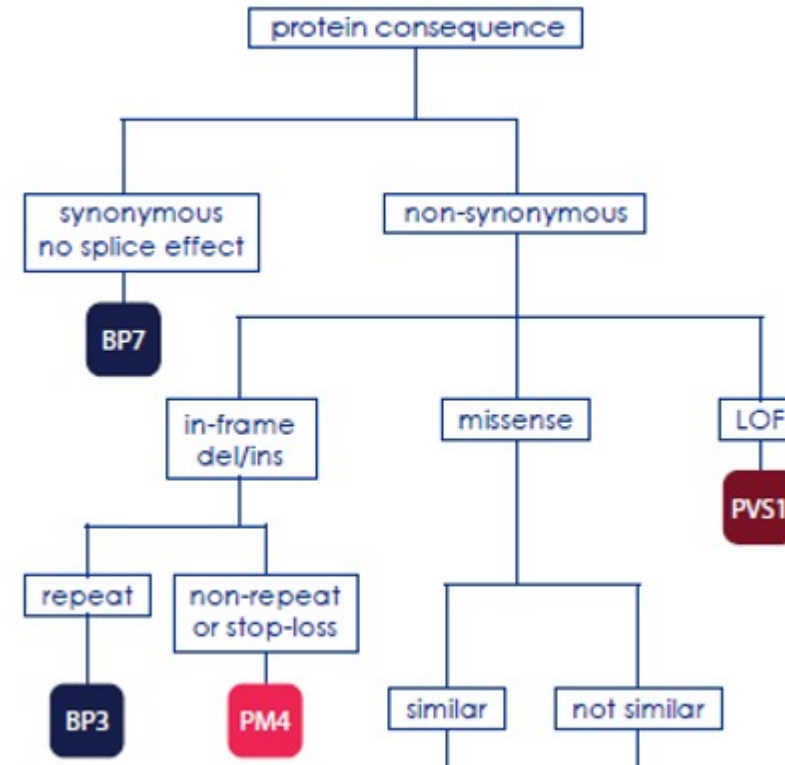 protein consequence
synonymous
no splice effect
non-synonymous
BP7
in-frame
del/ins
missense
LOF
PVS1
repeat
non-repeat
or stop-loss
BP3
PM4
similar
not similar